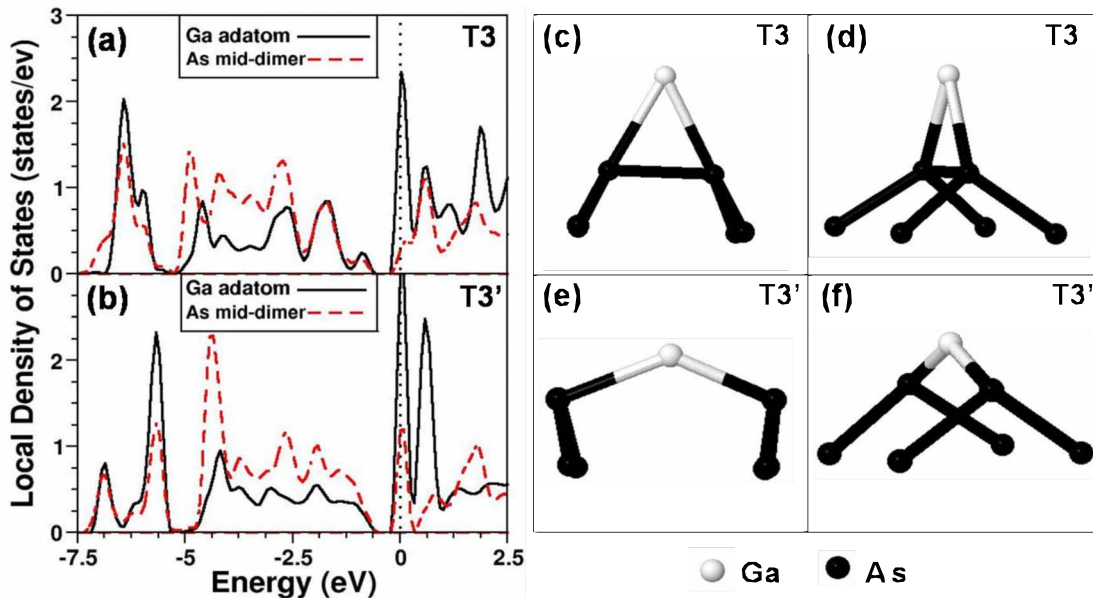 Local Density of States (states/ev)
3
2
1
0
(a)
Ga adatom
As mid-dimer
T3
2
1
0
(b)
Ga adatom
As mid-dimer
T3'
-7.5 -5 -2.5 0 2.5
Energy (eV)
(c) T3
(d) T3
(e) T3'
(f) T3'
Ga As